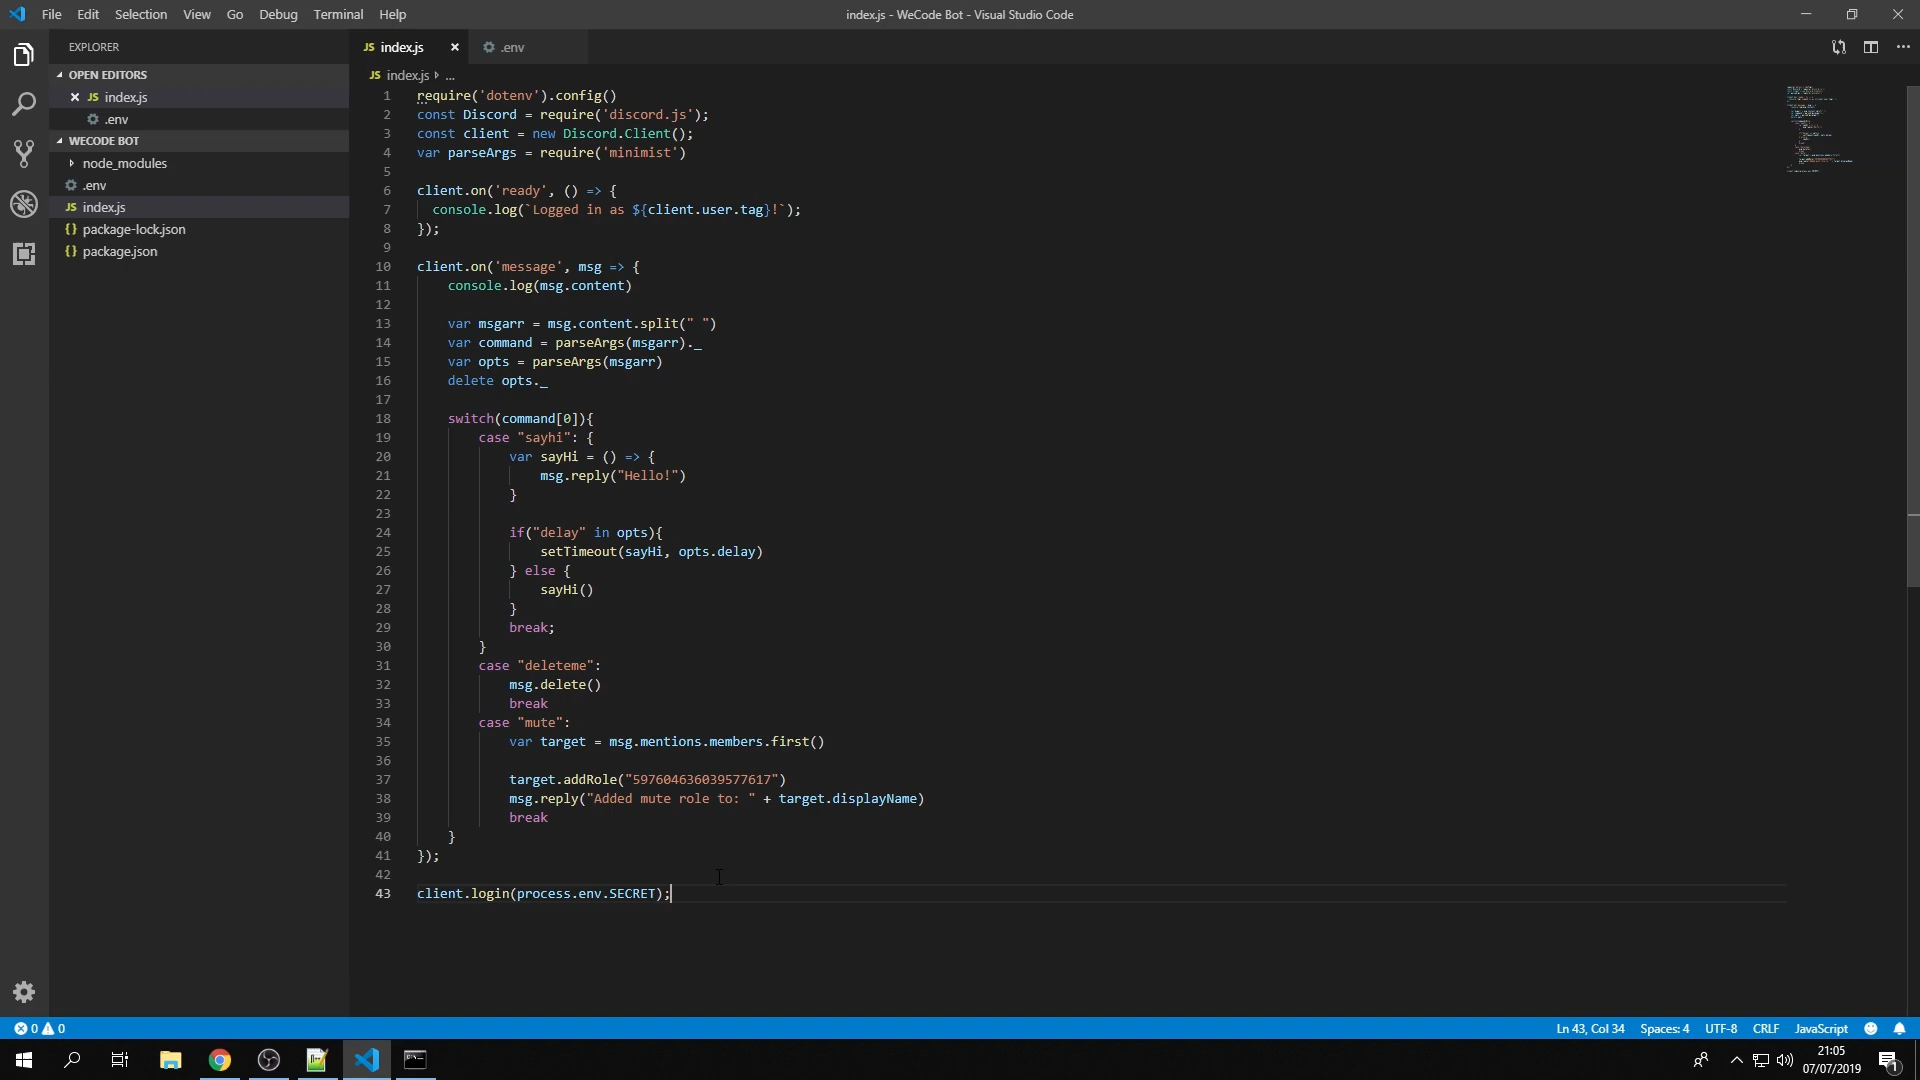 File Edit Selection View Go Debug Terminal Help
index.js - WeCode Bot - Visual Studio Code
EXPLORER
OPEN EDITORS
JS index.js
.env
WECODE BOT
node_modules
.env
JS index.js
{} package-lock.json
{} package.json
JS index.js .env
JS index.js ...
1 require('dotenv').config()
2 const Discord = require('discord.js');
3 const client = new Discord.Client();
4 var parseArgs = require('minimist')
5
6 client.on('ready', () => {
7 console.log(`Logged in as ${client.user.tag}!`);
8 });
9
10 client.on('message', msg => {
11 console.log(msg.content)
12
13 var msgarr = msg.content.split(" ")
14 var command = parseArgs(msgarr)._
15 var opts = parseArgs(msgarr)
16 delete opts._
17
18 switch(command[0]){
19 case "sayhi": {
20 var sayHi = () => {
21 msg.reply("Hello!")
22 }
23
24 if("delay" in opts){
25 setTimeout(sayHi, opts.delay)
26 } else {
27 sayHi()
28 }
29 break;
30 }
31 case "deleteme":
32 msg.delete()
33 break
34 case "mute":
35 var target = msg.mentions.members.first()
36
37 target.addRole("597604636039577617")
38 msg.reply("Added mute role to: " + target.displayName)
39 break
40 }
41 });
42
43 client.login(process.env.SECRET);
0 0
Ln 43, Col 34 Spaces: 4 UTF-8 CRLF JavaScript
21:05
07/07/2019
1